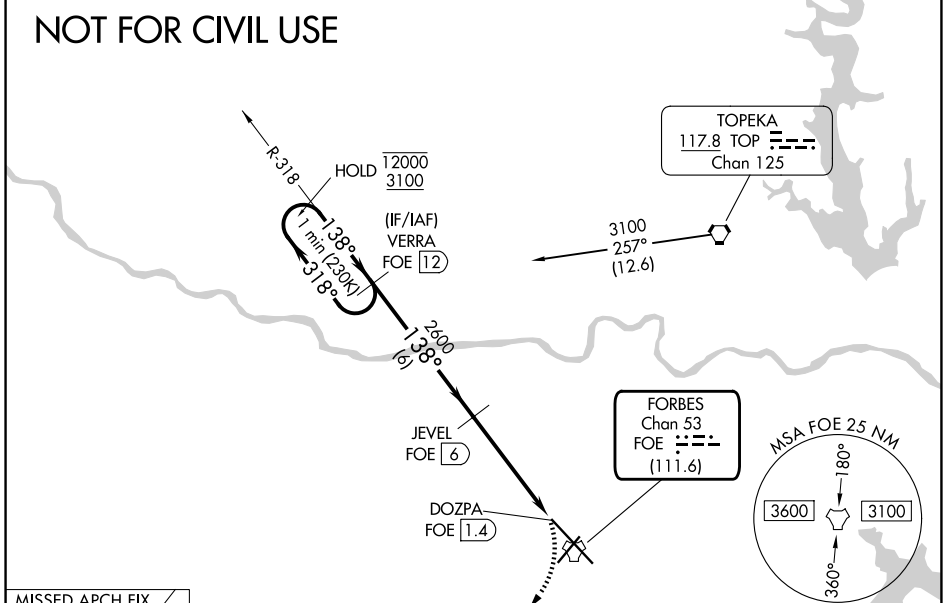 NOT FOR CIVIL USE
R-318
HOLD 12000
3100
138°
1 min (230K)
318°
(IF/IAF)
VERRA
FOE 12
TOPEKA
117.8 TOP
Chan 125
3100
257°
(12.6)
2600
138°
(6)
JEVEL
FOE 6
FORBES
Chan 53
FOE
(111.6)
DOZPA
FOE 1.4
MSA FOE 25 NM
180°
3600
3100
360°
MISSED APCH FIX